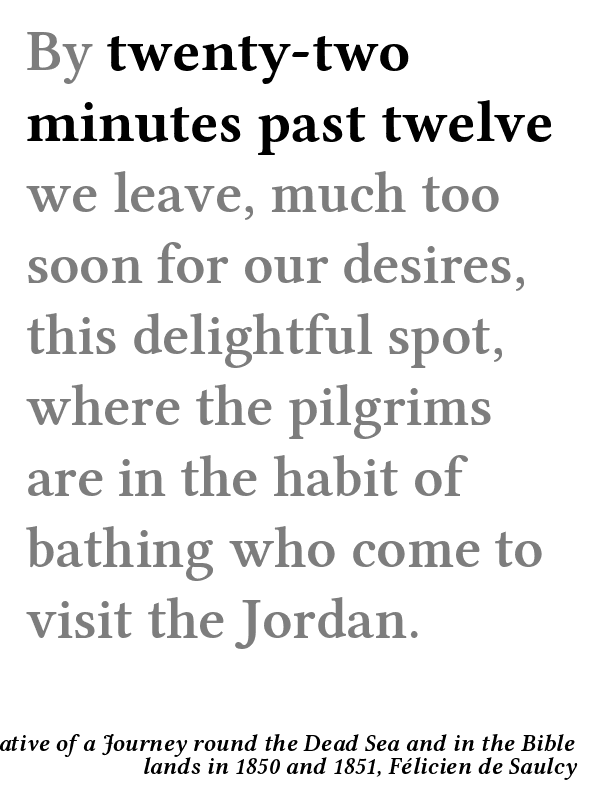 By twenty-two
minutes past twelve
we leave, much too
soon for our desires,
this delightful spot,
where the pilgrims
are in the habit of
bathing who come to
visit the Jordan.
ative of a Journey round the Dead Sea and in the Bible
lands in 1850 and 1851, Félicien de Saulcy